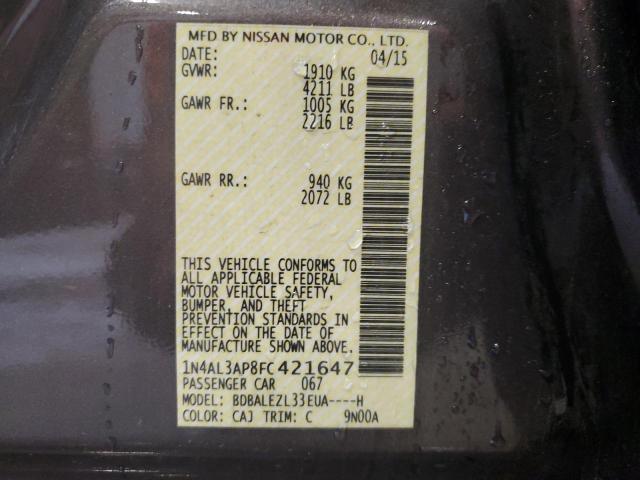 MFD BY NISSAN MOTOR CO., LTD.
DATE: 04/15
GVWR: 1910 KG
4211 LB
GAWR FR.: 1005 KG
2216 LB
GAWR RR.: 940 KG
2072 LB
THIS VEHICLE CONFORMS TO
ALL APPLICABLE FEDERAL
MOTOR VEHICLE SAFETY,
BUMPER, AND THEFT
PREVENTION STANDARDS IN
EFFECT ON THE DATE OF
MANUFACTURE SHOWN ABOVE.
1N4AL3AP8FC421647
PASSENGER CAR 067
MODEL: BDBALEZL33EUA----H
COLOR: CAJ TRIM: C 9N00A